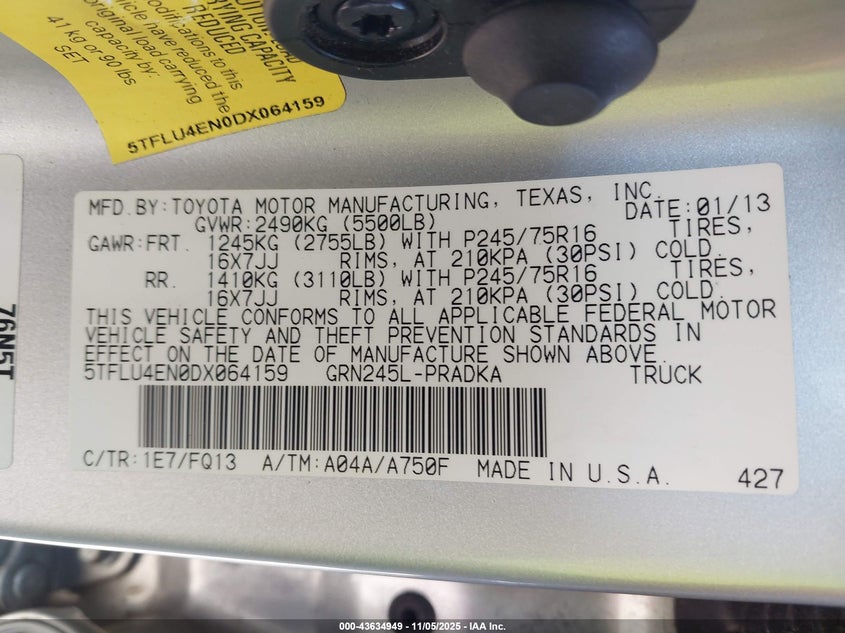 REDUCED
CARRYING CAPACITY
modifications to this
vehicle have reduced the
original load carrying
capacity by:
41 kg or 90 lbs
SET
5TFLU4EN0DX064159
76N5T
MFD. BY: TOYOTA MOTOR MANUFACTURING, TEXAS, INC.
GVWR: 2490KG (5500LB) DATE: 01/13
GAWR: FRT. 1245KG (2755LB) WITH P245/75R16 TIRES,
16X7JJ RIMS, AT 210KPA (30PSI) COLD.
RR. 1410KG (3110LB) WITH P245/75R16 TIRES,
16X7JJ RIMS, AT 210KPA (30PSI) COLD.
THIS VEHICLE CONFORMS TO ALL APPLICABLE FEDERAL MOTOR
VEHICLE SAFETY AND THEFT PREVENTION STANDARDS IN
EFFECT ON THE DATE OF MANUFACTURE SHOWN ABOVE.
5TFLU4EN0DX064159 GRN245L-PRADKA TRUCK
C/TR: 1E7/FQ13 A/TM: A04A/A750F MADE IN U.S.A.
427
000-43634949 - 11/05/2025 - IAA Inc.